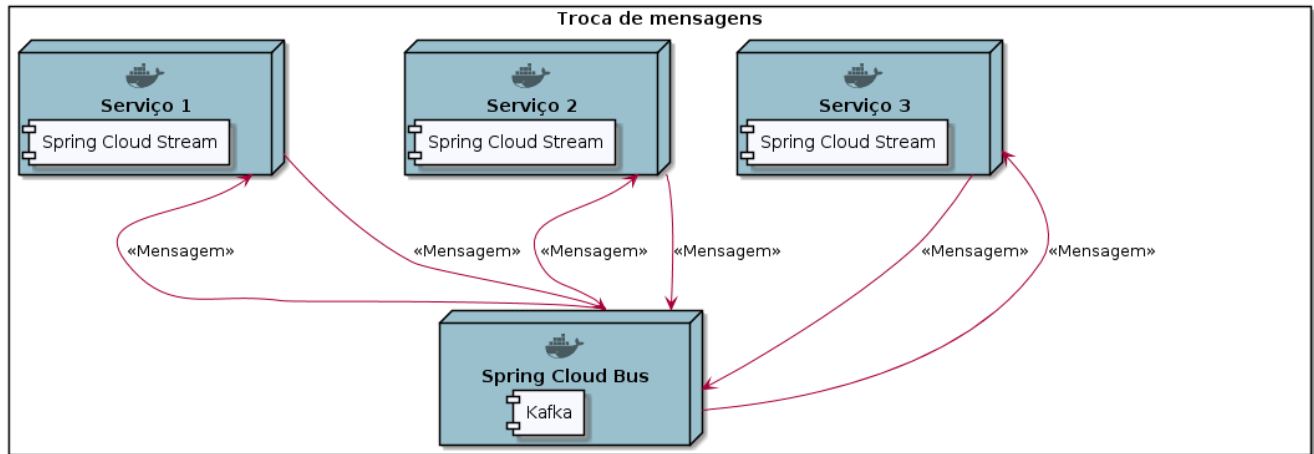 Troca de mensagens
Serviço 1
Spring Cloud Stream
Serviço 2
Spring Cloud Stream
Serviço 3
Spring Cloud Stream
«Mensagem»
«Mensagem»
«Mensagem»
«Mensagem»
«Mensagem»
«Mensagem»
Spring Cloud Bus
Kafka